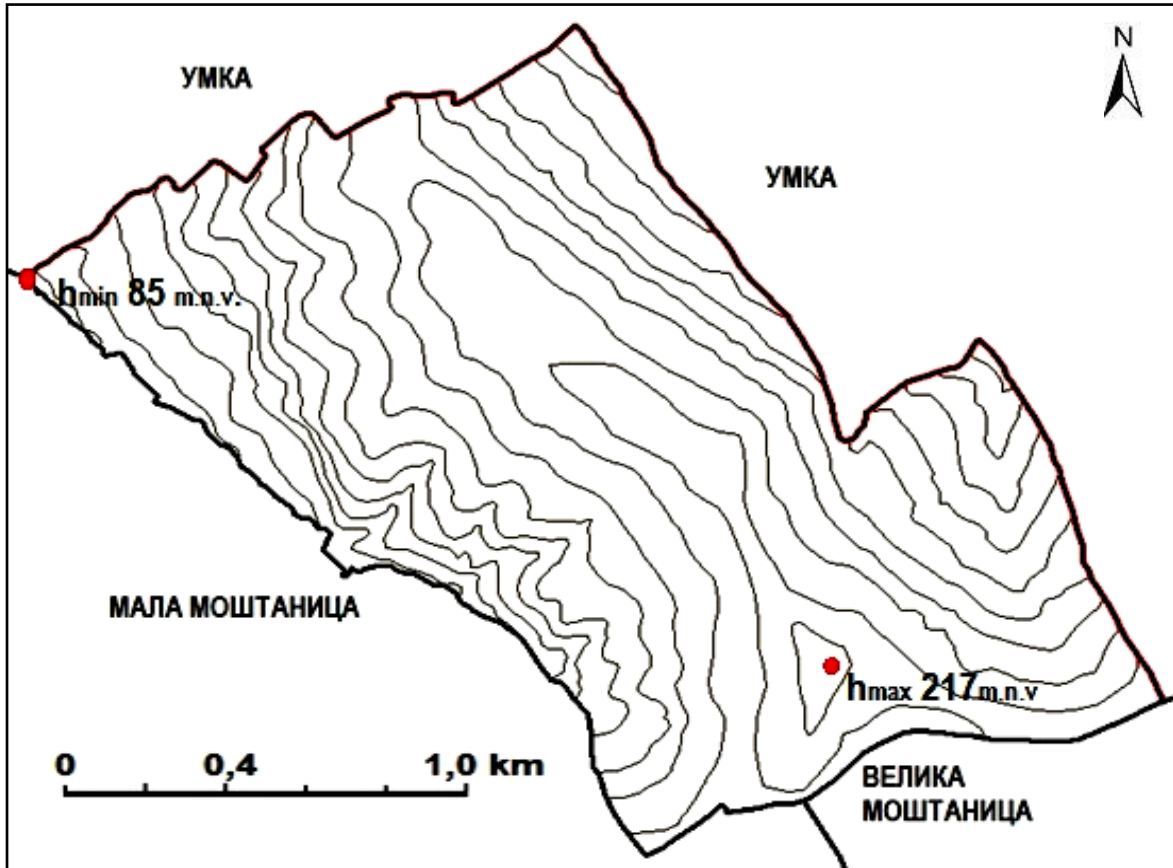 N
УМКА
УМКА
hmin 85 m.n.v.
МАЛА МОШТАНИЦА
hmax 217m.n.v
0 0,4 1,0 km
ВЕЛИКА
МОШТАНИЦА